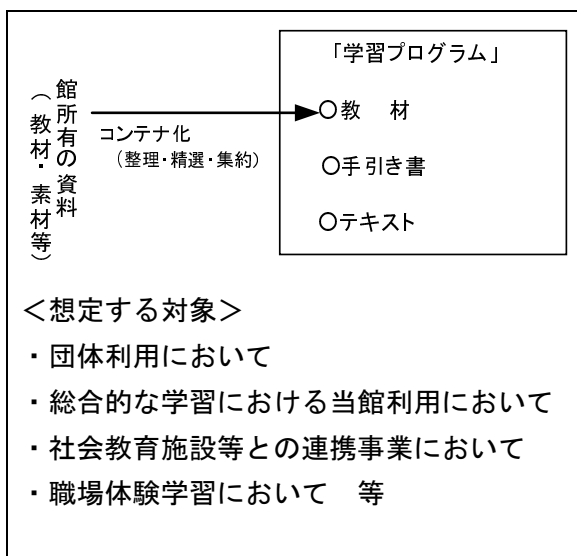 館所有の資料
（教材・素材等）
コンテナ化
（整理・精選・集約）
「学習プログラム」
○教　材
○手引き書
○テキスト
＜想定する対象＞
・団体利用において
・総合的な学習における当館利用において
・社会教育施設等との連携事業において
・職場体験学習において　等